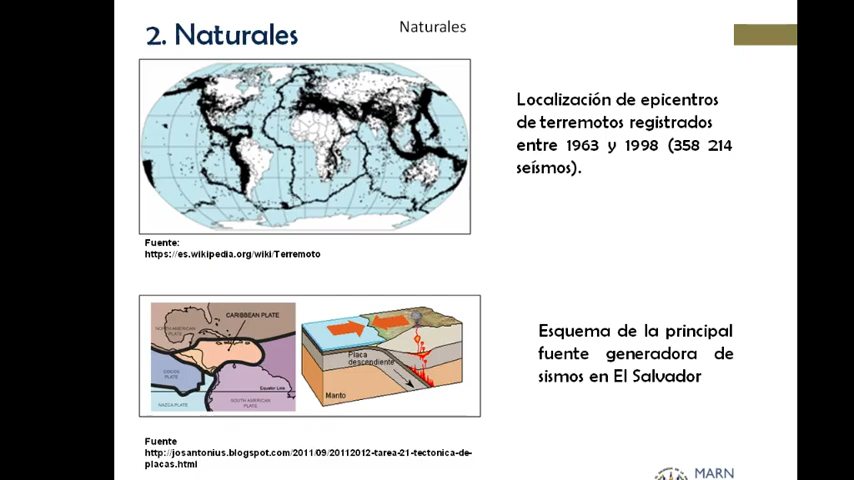 Naturales
2. Naturales
Localización de epicentros
de terremotos registrados
entre 1963 y 1998 (358 214
seísmos).
Fuente:
https://es.wikipedia.org/wiki/Terremoto
CARIBBEAN PLATE
NORTH AMERICAN
PLATE
COCOS
PLATE
Equator Line
NAZCA PLATE
SOUTH AMERICAN
PLATE
Placa
descendiente
Manto
Esquema de la principal
fuente generadora de
sismos en El Salvador
Fuente
http://josantonius.blogspot.com/2011/09/20112012-tarea-21-tectonica-de-
placas.html
MARN